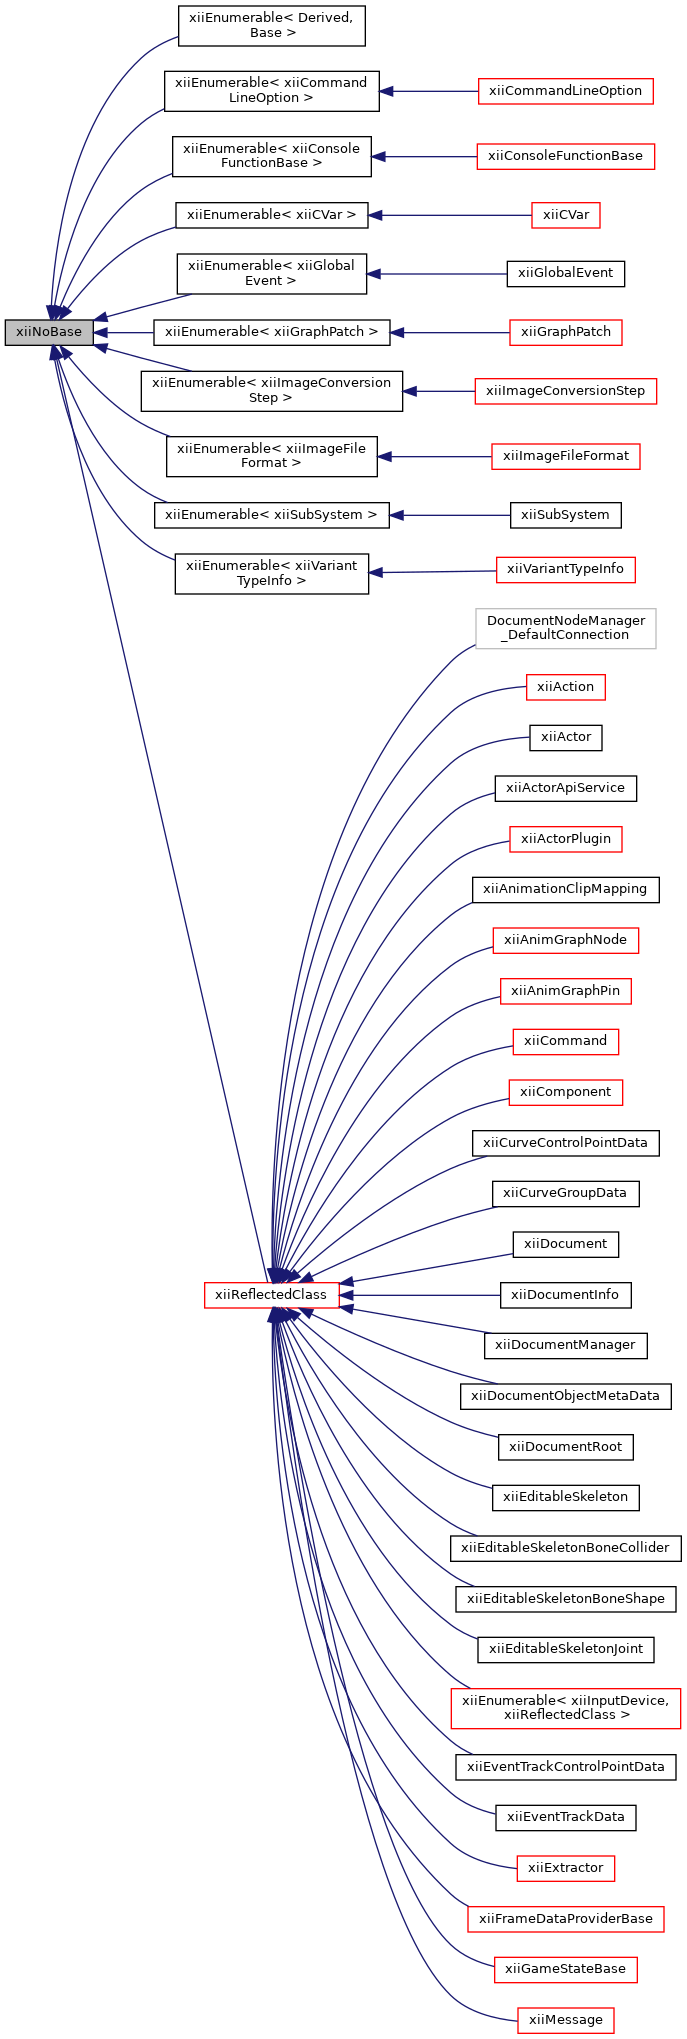 xiiEnumerable< Derived,
Base >
xiiEnumerable< xiiCommand
LineOption >
xiiCommandLineOption
xiiEnumerable< xiiConsole
FunctionBase >
xiiConsoleFunctionBase
xiiEnumerable< xiiCVar >
xiiCVar
xiiEnumerable< xiiGlobal
Event >
xiiGlobalEvent
xiiNoBase
xiiEnumerable< xiiGraphPatch >
xiiGraphPatch
xiiEnumerable< xiiImageConversion
Step >
xiiImageConversionStep
xiiEnumerable< xiiImageFile
Format >
xiiImageFileFormat
xiiEnumerable< xiiSubSystem >
xiiSubSystem
xiiEnumerable< xiiVariant
TypeInfo >
xiiVariantTypeInfo
DocumentNodeManager
_DefaultConnection
xiiAction
xiiActor
xiiActorApiService
xiiActorPlugin
xiiAnimationClipMapping
xiiAnimGraphNode
xiiAnimGraphPin
xiiCommand
xiiComponent
xiiCurveControlPointData
xiiCurveGroupData
xiiDocument
xiiReflectedClass
xiiDocumentInfo
xiiDocumentManager
xiiDocumentObjectMetaData
xiiDocumentRoot
xiiEditableSkeleton
xiiEditableSkeletonBoneCollider
xiiEditableSkeletonBoneShape
xiiEditableSkeletonJoint
xiiEnumerable< xiiInputDevice,
xiiReflectedClass >
xiiEventTrackControlPointData
xiiEventTrackData
xiiExtractor
xiiFrameDataProviderBase
xiiGameStateBase
xiiMessage